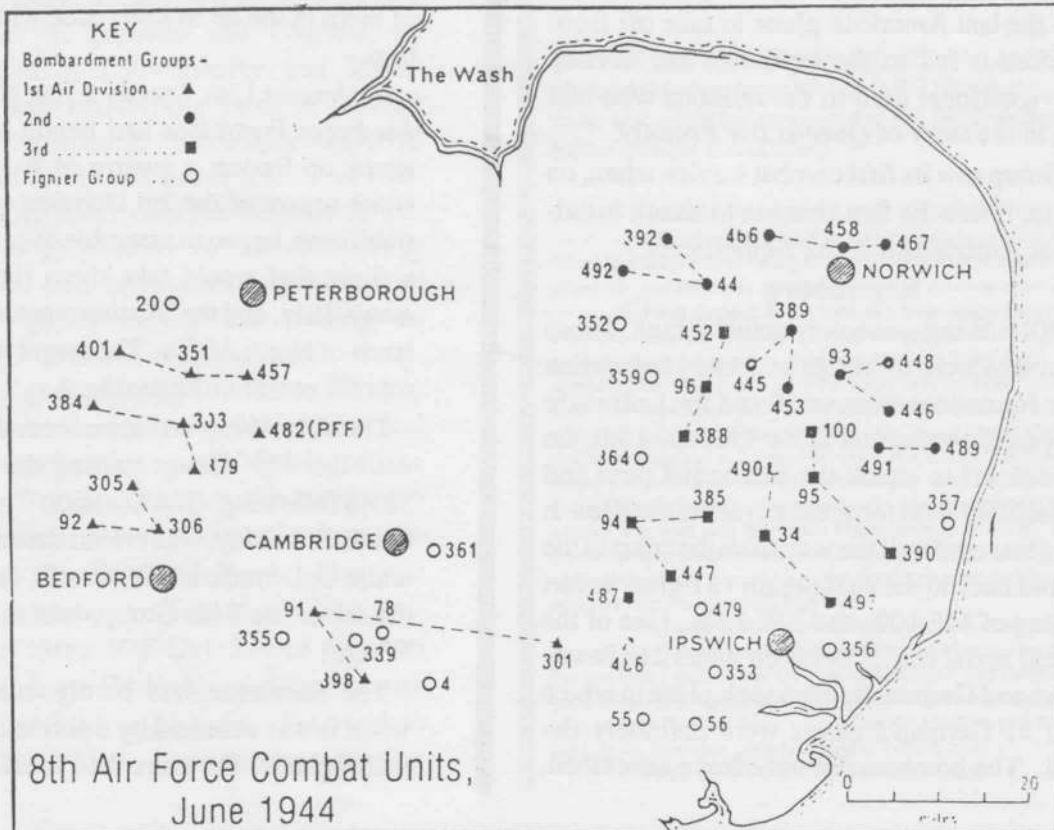 KEY
Bombardment Groups -
1st Air Division ... ▲
2nd .................. ●
3rd .................. ■
Fighter Group .... ○
The Wash
392 466 458 467
492 44 NORWICH
20 PETERBOROUGH
352 452 389
401 351 457
359 96 445 453 93 448
384 303 482(PFF) 388 100 446
379 364 490 491 489
305 385 95 357
92 306 94 34 390
CAMBRIDGE 361
BEDFORD 447
91 78 487 479 493
355 339 301 486 IPSWICH 356
398 4 353
55 56
8th Air Force Combat Units,
June 1944
0 20
miles